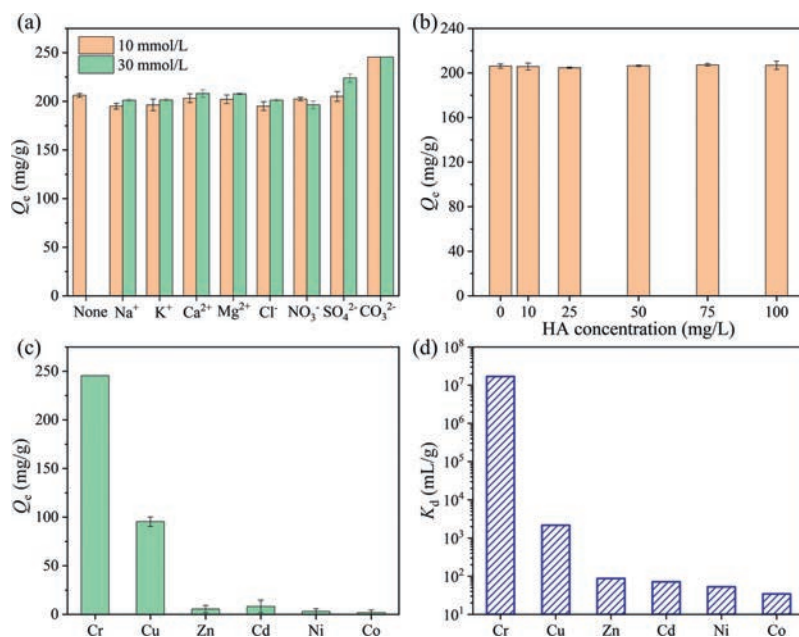 (a)
10 mmol/L
30 mmol/L
250
200
150
100
50
0
Qe (mg/g)
None Na⁺ K⁺ Ca²⁺ Mg²⁺ Cl⁻ NO₃⁻ SO₄²⁻ CO₃²⁻
(b)
240
200
160
120
80
40
0
Qe (mg/g)
0 10 25 50 75 100
HA concentration (mg/L)
(c)
250
200
150
100
50
0
Qe (mg/g)
Cr Cu Zn Cd Ni Co
(d)
10⁸
10⁷
10⁶
10⁵
10⁴
10³
10²
10¹
Kd (mL/g)
Cr Cu Zn Cd Ni Co